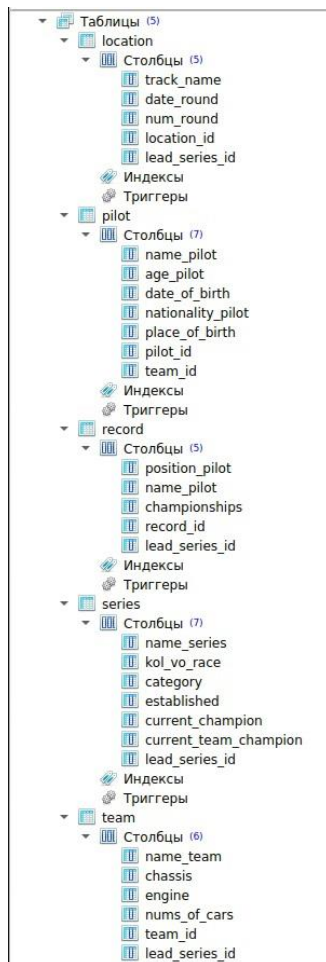 Таблицы (5)
location
Столбцы (5)
track_name
date_round
num_round
location_id
lead_series_id
Индексы
Триггеры
pilot
Столбцы (7)
name_pilot
age_pilot
date_of_birth
nationality_pilot
place_of_birth
pilot_id
team_id
Индексы
Триггеры
record
Столбцы (5)
position_pilot
name_pilot
championships
record_id
lead_series_id
Индексы
Триггеры
series
Столбцы (7)
name_series
kol_vo_race
category
established
current_champion
current_team_champion
lead_series_id
Индексы
Триггеры
team
Столбцы (6)
name_team
chassis
engine
nums_of_cars
team_id
lead_series_id